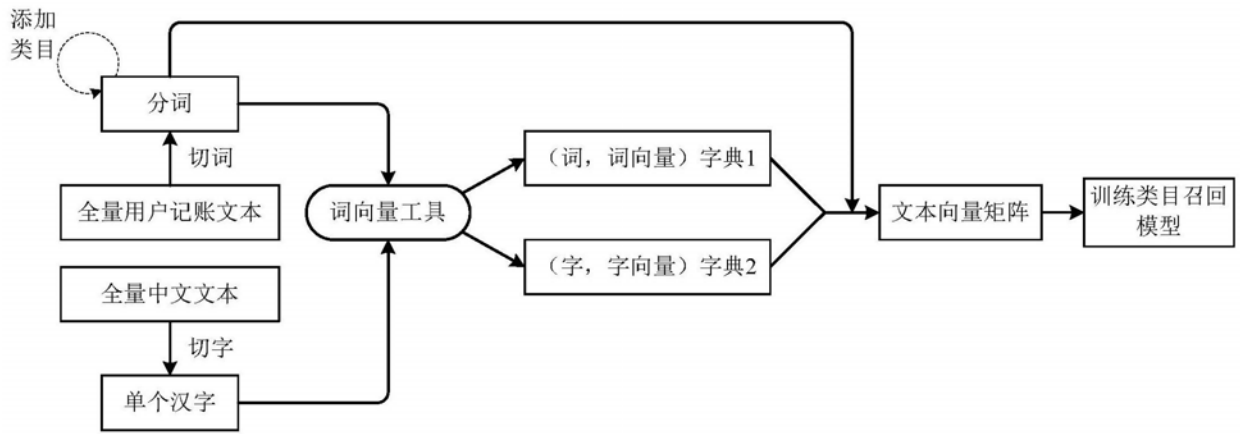 添加
类目
分词
切词
全量用户记账文本
全量中文文本
切字
单个汉字
词向量工具
（词，词向量）字典1
（字，字向量）字典2
文本向量矩阵
训练类目召回
模型